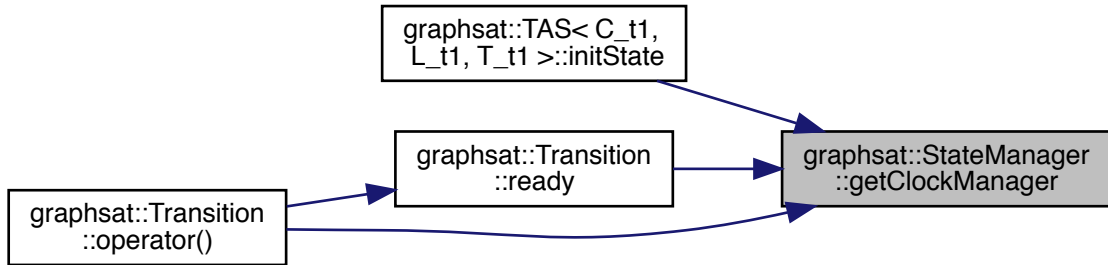 graphsat::TAS< C_t1,
L_t1, T_t1 >::initState
graphsat::Transition
::ready
graphsat::StateManager
::getClockManager
graphsat::Transition
::operator()